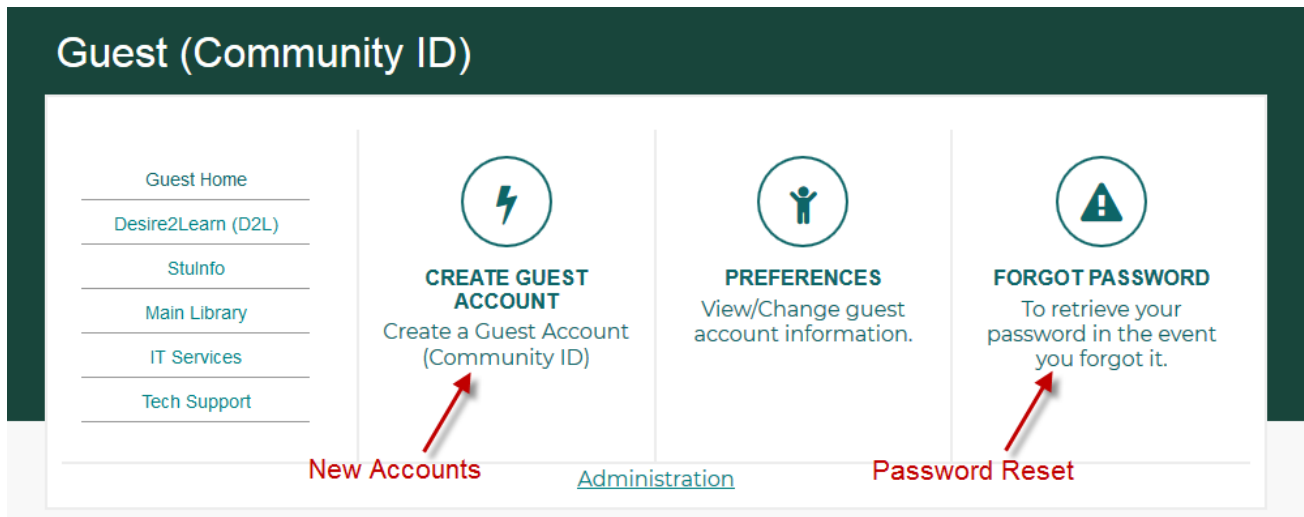 Guest (Community ID)
Guest Home
Desire2Learn (D2L)
StuInfo
Main Library
IT Services
Tech Support
CREATE GUEST
ACCOUNT
Create a Guest Account
(Community ID)
New Accounts
PREFERENCES
View/Change guest
account information.
FORGOT PASSWORD
To retrieve your
password in the event
you forgot it.
Password Reset
Administration